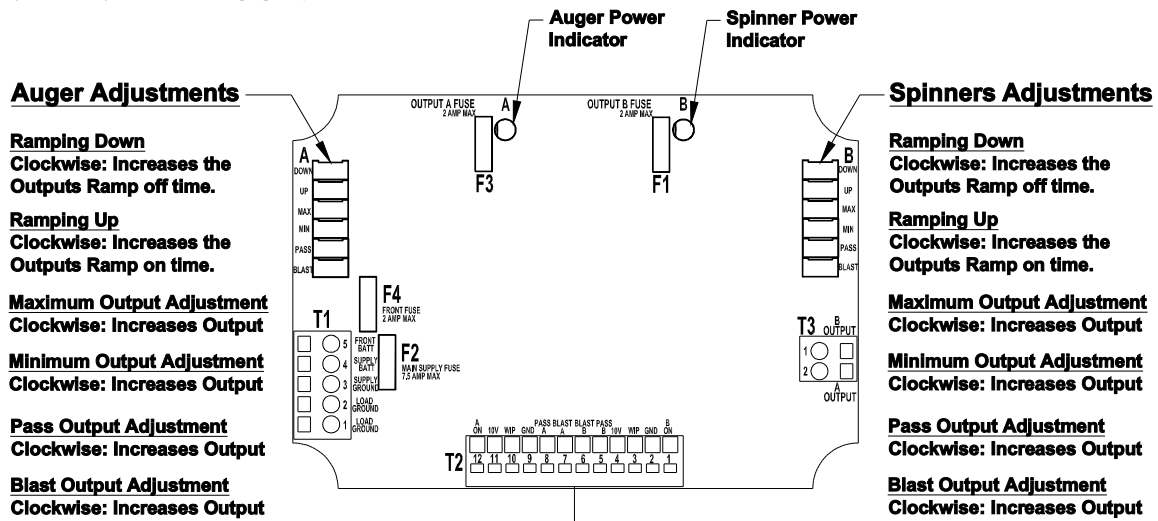 Auger Power
Indicator
Spinner Power
Indicator
Auger Adjustments
Ramping Down
Clockwise: Increases the
Outputs Ramp off time.
Ramping Up
Clockwise: Increases the
Outputs Ramp on time.
Maximum Output Adjustment
Clockwise: Increases Output
Minimum Output Adjustment
Clockwise: Increases Output
Pass Output Adjustment
Clockwise: Increases Output
Blast Output Adjustment
Clockwise: Increases Output
OUTPUT A FUSE
2 AMP MAX
A
F3
OUTPUT B FUSE
2 AMP MAX
B
F1
A
DOWN
UP
MAX
MIN
PASS
BLAST
F4
FRONT FUSE
2 AMP MAX
F2
MAIN SUPPLY FUSE
7,5 AMP MAX
T1
5 FRONT
BATT
4 SUPPLY
BATT
3 SUPPLY
GROUND
2 LOAD
GROUND
1 LOAD
GROUND
T2
A
ON 10V WIP GND
PASS BLAST BLAST PASS
A A B B
10V WIP GND
B
ON
12 11 10 9 8 7 6 5 4 3 2 1
B
DOWN
UP
MAX
MIN
PASS
BLAST
T3
B
OUTPUT
1
2
A
OUTPUT
Spinners Adjustments
Ramping Down
Clockwise: Increases the
Outputs Ramp off time.
Ramping Up
Clockwise: Increases the
Outputs Ramp on time.
Maximum Output Adjustment
Clockwise: Increases Output
Minimum Output Adjustment
Clockwise: Increases Output
Pass Output Adjustment
Clockwise: Increases Output
Blast Output Adjustment
Clockwise: Increases Output